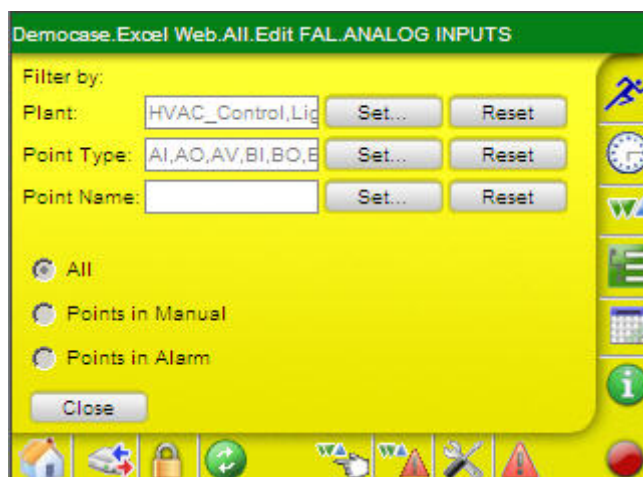 Democase.Excel Web.All.Edit FAL.ANALOG INPUTS
Filter by:
Plant: HVAC_Control,Lig Set... Reset
Point Type: AI,AO,AV,BI,BO,B Set... Reset
Point Name: Set... Reset
All
Points in Manual
Points in Alarm
Close